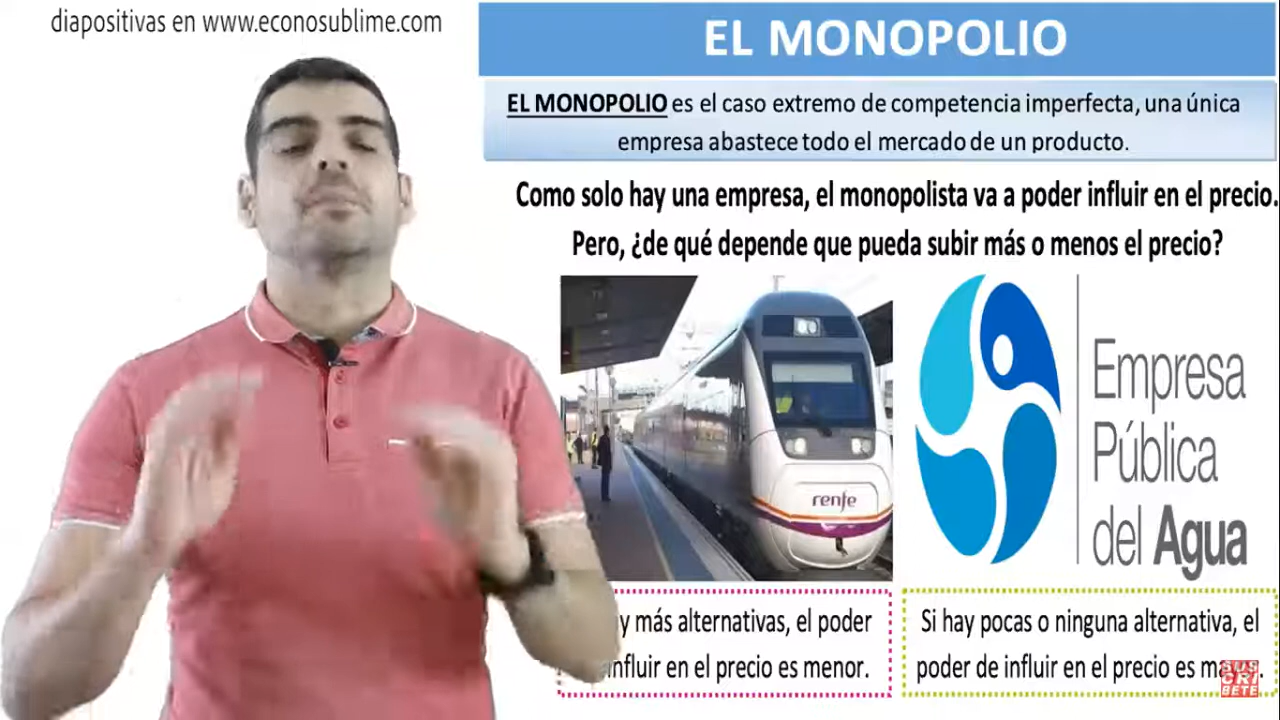 diapositivas en www.econosublime.com
EL MONOPOLIO
EL MONOPOLIO es el caso extremo de competencia imperfecta, una única
empresa abastece todo el mercado de un producto.
Como solo hay una empresa, el monopolista va a poder influir en el precio.
Pero, ¿de qué depende que pueda subir más o menos el precio?
renfe
Empresa
Pública
del Agua
y más alternativas, el poder
influir en el precio es menor.
Si hay pocas o ninguna alternativa, el
poder de influir en el precio es
SUS
CRI
BETE